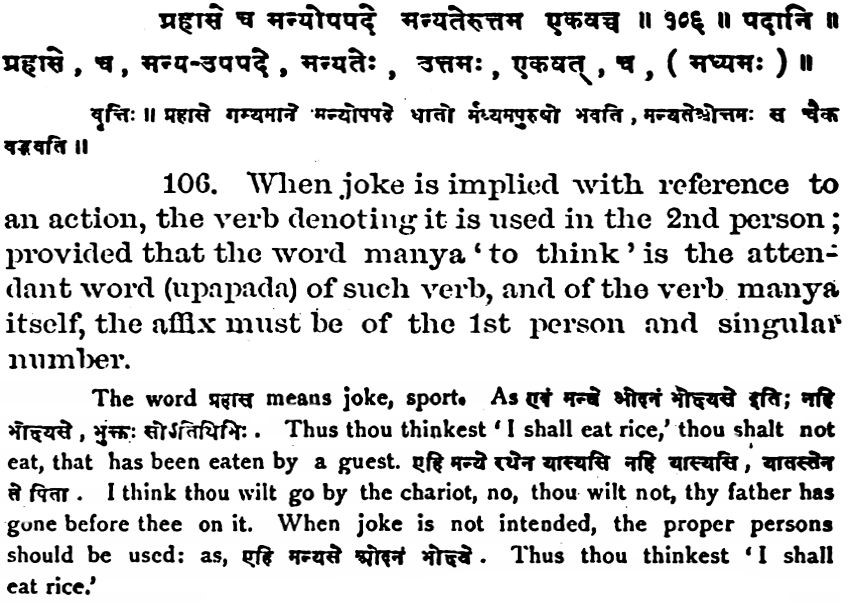 प्रहासे च मन्योपपदे मन्यतेरुत्तम एकवच्च ॥ १०६ ॥ पदानि ॥
प्रहासे , च , मन्य-उपपदे , मन्यतेः , उत्तमः , एकवत् , च , ( मध्यमः ) ॥
वृत्तिः ॥ प्रहासे गम्यमाने मन्योपपदे धातो र्मध्यमपुरुषो भवति , मन्यतेश्चोत्तमः स चैक
वद्भवति ॥
106. When joke is implied with reference to
an action, the verb denoting it is used in the 2nd person ;
provided that the word manya ‘ to think ’ is the atten-
dant word (upapada) of such verb, and of the verb manya
itself, the affix must be of the 1st person and singular
number.
The word प्रहास means joke, sport. As एवं मन्ये ओदनं भोक्ष्यसे इति; नहि
भोक्ष्यसे , भुक्तः सोऽतिथिभिः . Thus thou thinkest ‘ I shall eat rice,’ thou shalt not
eat, that has been eaten by a guest. एहि मन्ये रथेन यास्यसि नहि यास्यसि , यातस्तेन
ते पिता . I think thou wilt go by the chariot, no, thou wilt not, thy father has
gone before thee on it. When joke is not intended, the proper persons
should be used: as, एहि मन्यसे ओदनं भोक्ष्ये . Thus thou thinkest ‘ I shall
eat rice.’